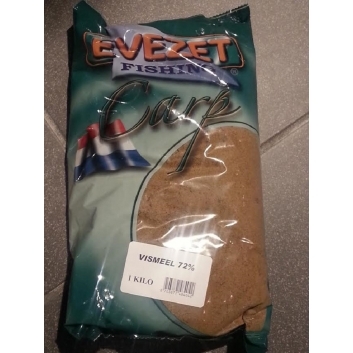 EVEZET
FISHING
Carp
VISMEEL 72%
1 KILO